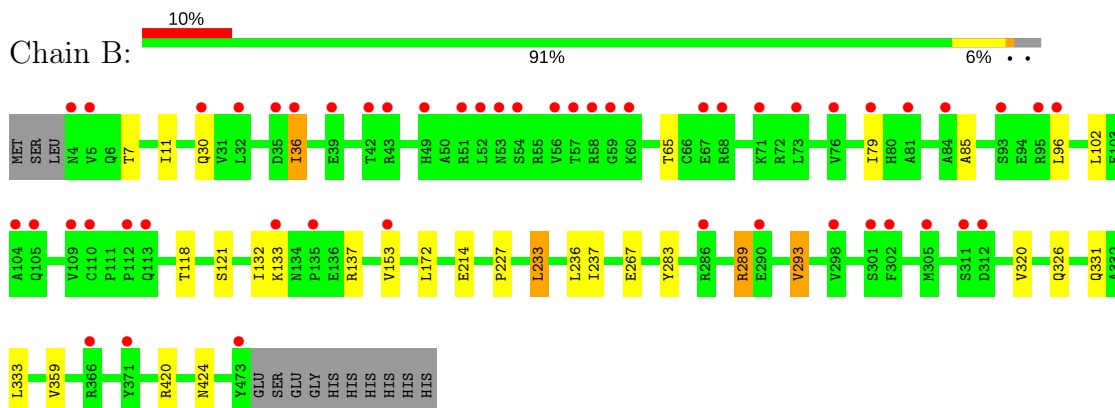 10%
Chain B:
91% 6% • •
MET SER LEU N4 V5 Q6 T7 I11 Q30 V31 L32 D35 I36 E39 T42 R43 H49 A50 R51 L52 N53 S54 R55 V56 T57 R58 G59 K60 T65 C66 E67 R68 K71 R72 L73 V76 I79 H80 A81 A84 A85 S93 E94 R95 L96 L102 E103
A104 Q105 V109 C110 P111 P112 Q113 T118 S121 I132 K133 N134 P135 E136 R137 V153 L172 E214 P227 L233 L236 I237 E267 Y283 R286 R289 E290 V293 V298 S301 F302 M305 S311 D312 V320 Q326 Q331 A332
L333 V359 R366 Y371 R420 N424 Y473 GLU SER GLU GLY HIS HIS HIS HIS HIS HIS